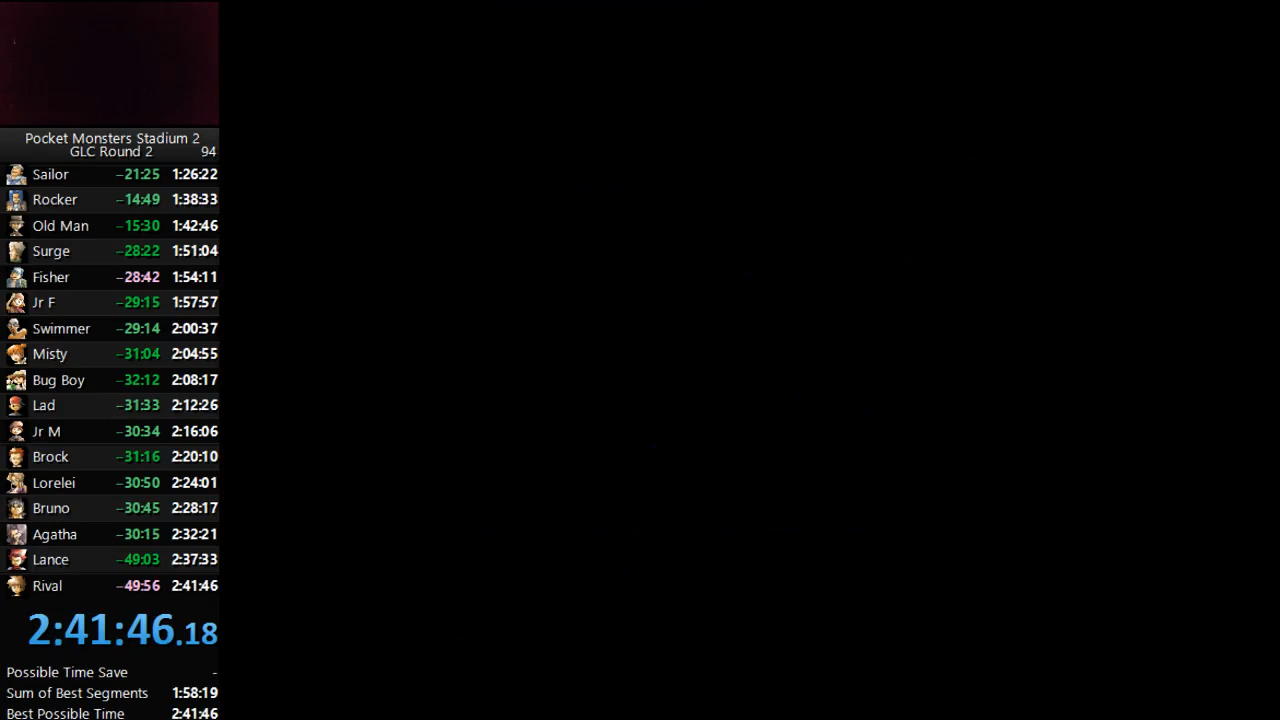 Pocket Monsters Stadium 2
GLC Round 2 94
Sailor −21:25 1:26:22
Rocker −14:49 1:38:33
Old Man −15:30 1:42:46
Surge −28:22 1:51:04
Fisher −28:42 1:54:11
Jr F −29:15 1:57:57
Swimmer −29:14 2:00:37
Misty −31:04 2:04:55
Bug Boy −32:12 2:08:17
Lad −31:33 2:12:26
Jr M −30:34 2:16:06
Brock −31:16 2:20:10
Lorelei −30:50 2:24:01
Bruno −30:45 2:28:17
Agatha −30:15 2:32:21
Lance −49:03 2:37:33
Rival −49:56 2:41:46
2:41:46.18
Possible Time Save -
Sum of Best Segments 1:58:19
Best Possible Time 2:41:46